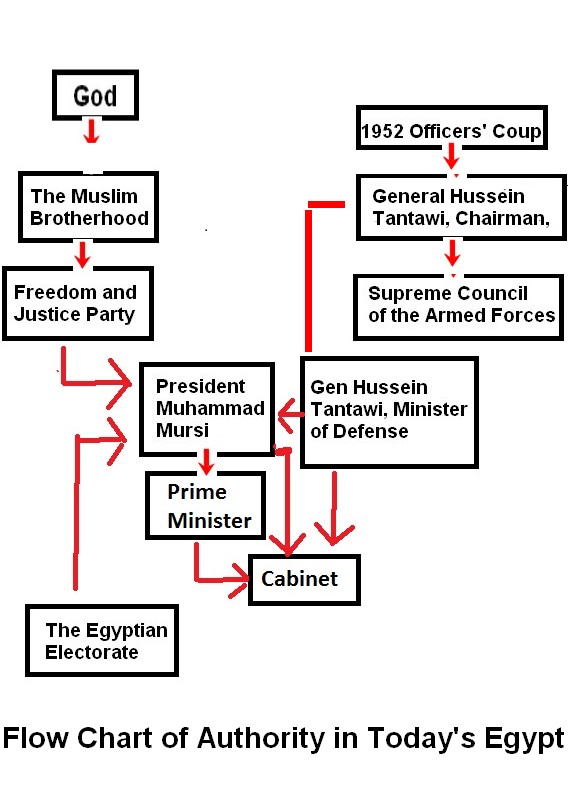 God
1952 Officers' Coup
The Muslim
Brotherhood
General Hussein
Tantawi, Chairman,
Freedom and
Justice Party
Supreme Council
of the Armed Forces
President
Muhammad
Mursi
Gen Hussein
Tantawi, Minister
of Defense
Prime
Minister
Cabinet
The Egyptian
Electorate
Flow Chart of Authority in Today's Egypt